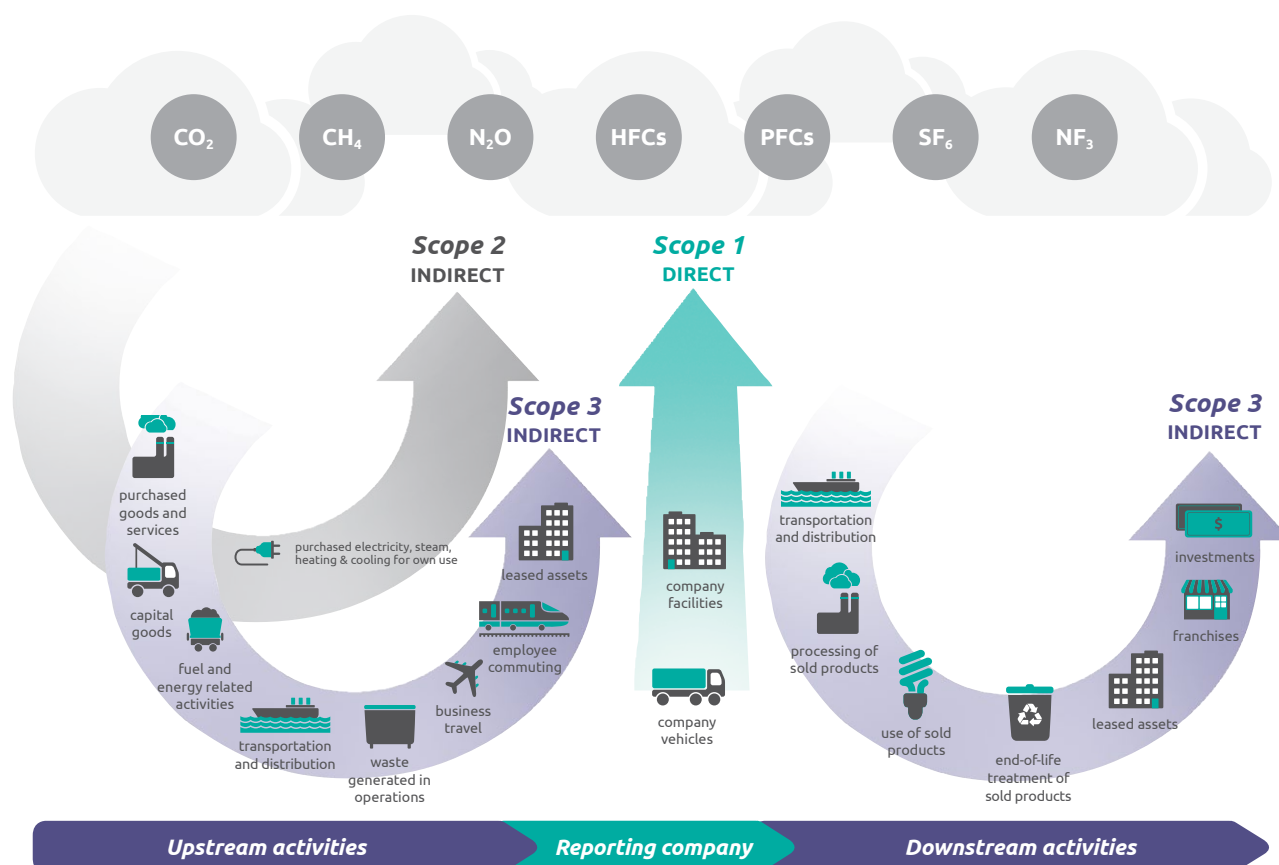 CO₂
CH₄
N₂O
HFCs
PFCs
SF₆
NF₃
Scope 2
INDIRECT
Scope 1
DIRECT
Scope 3
INDIRECT
Scope 3
INDIRECT
purchased
goods and
services
capital
goods
fuel and
energy related
activities
transportation
and distribution
waste
generated in
operations
business
travel
employee
commuting
leased assets
purchased electricity, steam,
heating & cooling for own use
company
facilities
company
vehicles
transportation
and distribution
processing of
sold products
use of sold
products
end-of-life
treatment of
sold products
leased assets
franchises
$
investments
Upstream activities
Reporting company
Downstream activities